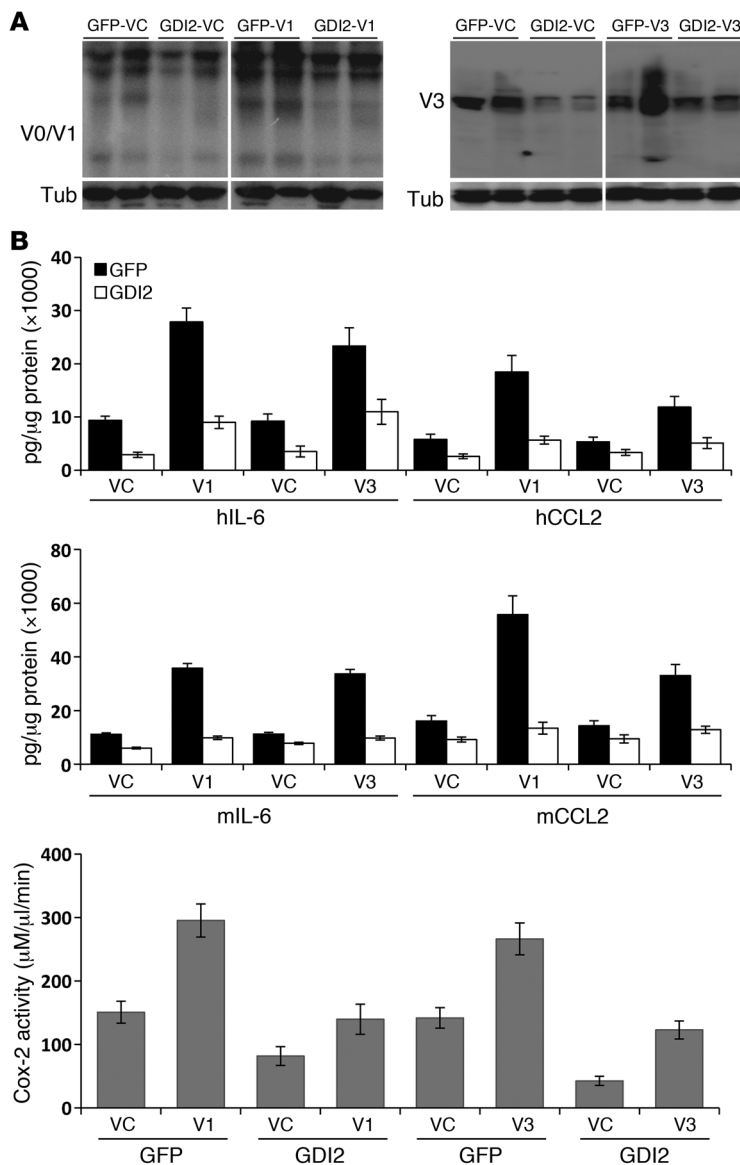 A
GFP-VC GDI2-VC GFP-V1 GDI2-V1
V0/V1
Tub
GFP-VC GDI2-VC GFP-V3 GDI2-V3
V3
Tub
B
GFP
GDI2
pg/μg protein (×1000)
40
30
20
10
0
VC V1 VC V3 VC V1 VC V3
hIL-6 hCCL2
pg/μg protein (×1000)
80
60
40
20
0
VC V1 VC V3 VC V1 VC V3
mIL-6 mCCL2
Cox-2 activity (μM/μl/min)
400
300
200
100
0
VC V1 VC V1 VC V3 VC V3
GFP GDI2 GFP GDI2